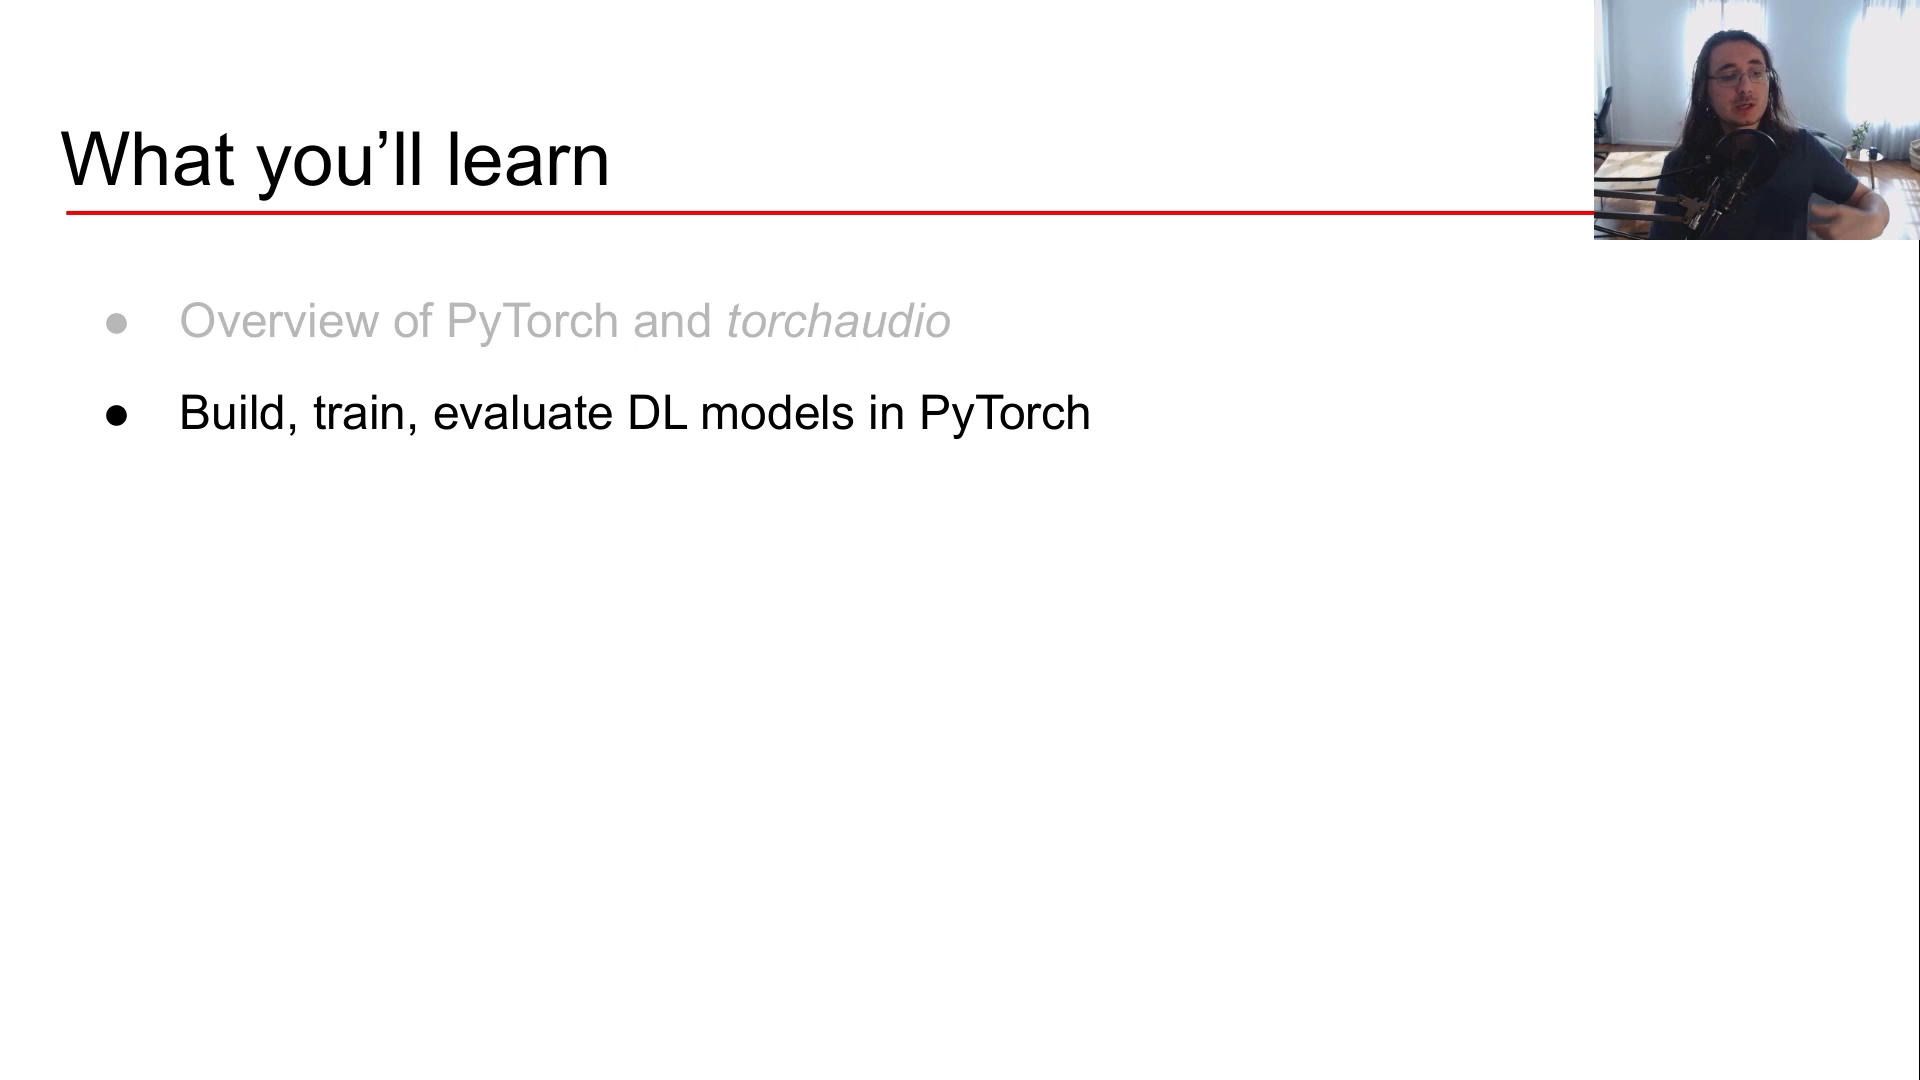 What you’ll learn
● Overview of PyTorch and torchaudio
● Build, train, evaluate DL models in PyTorch